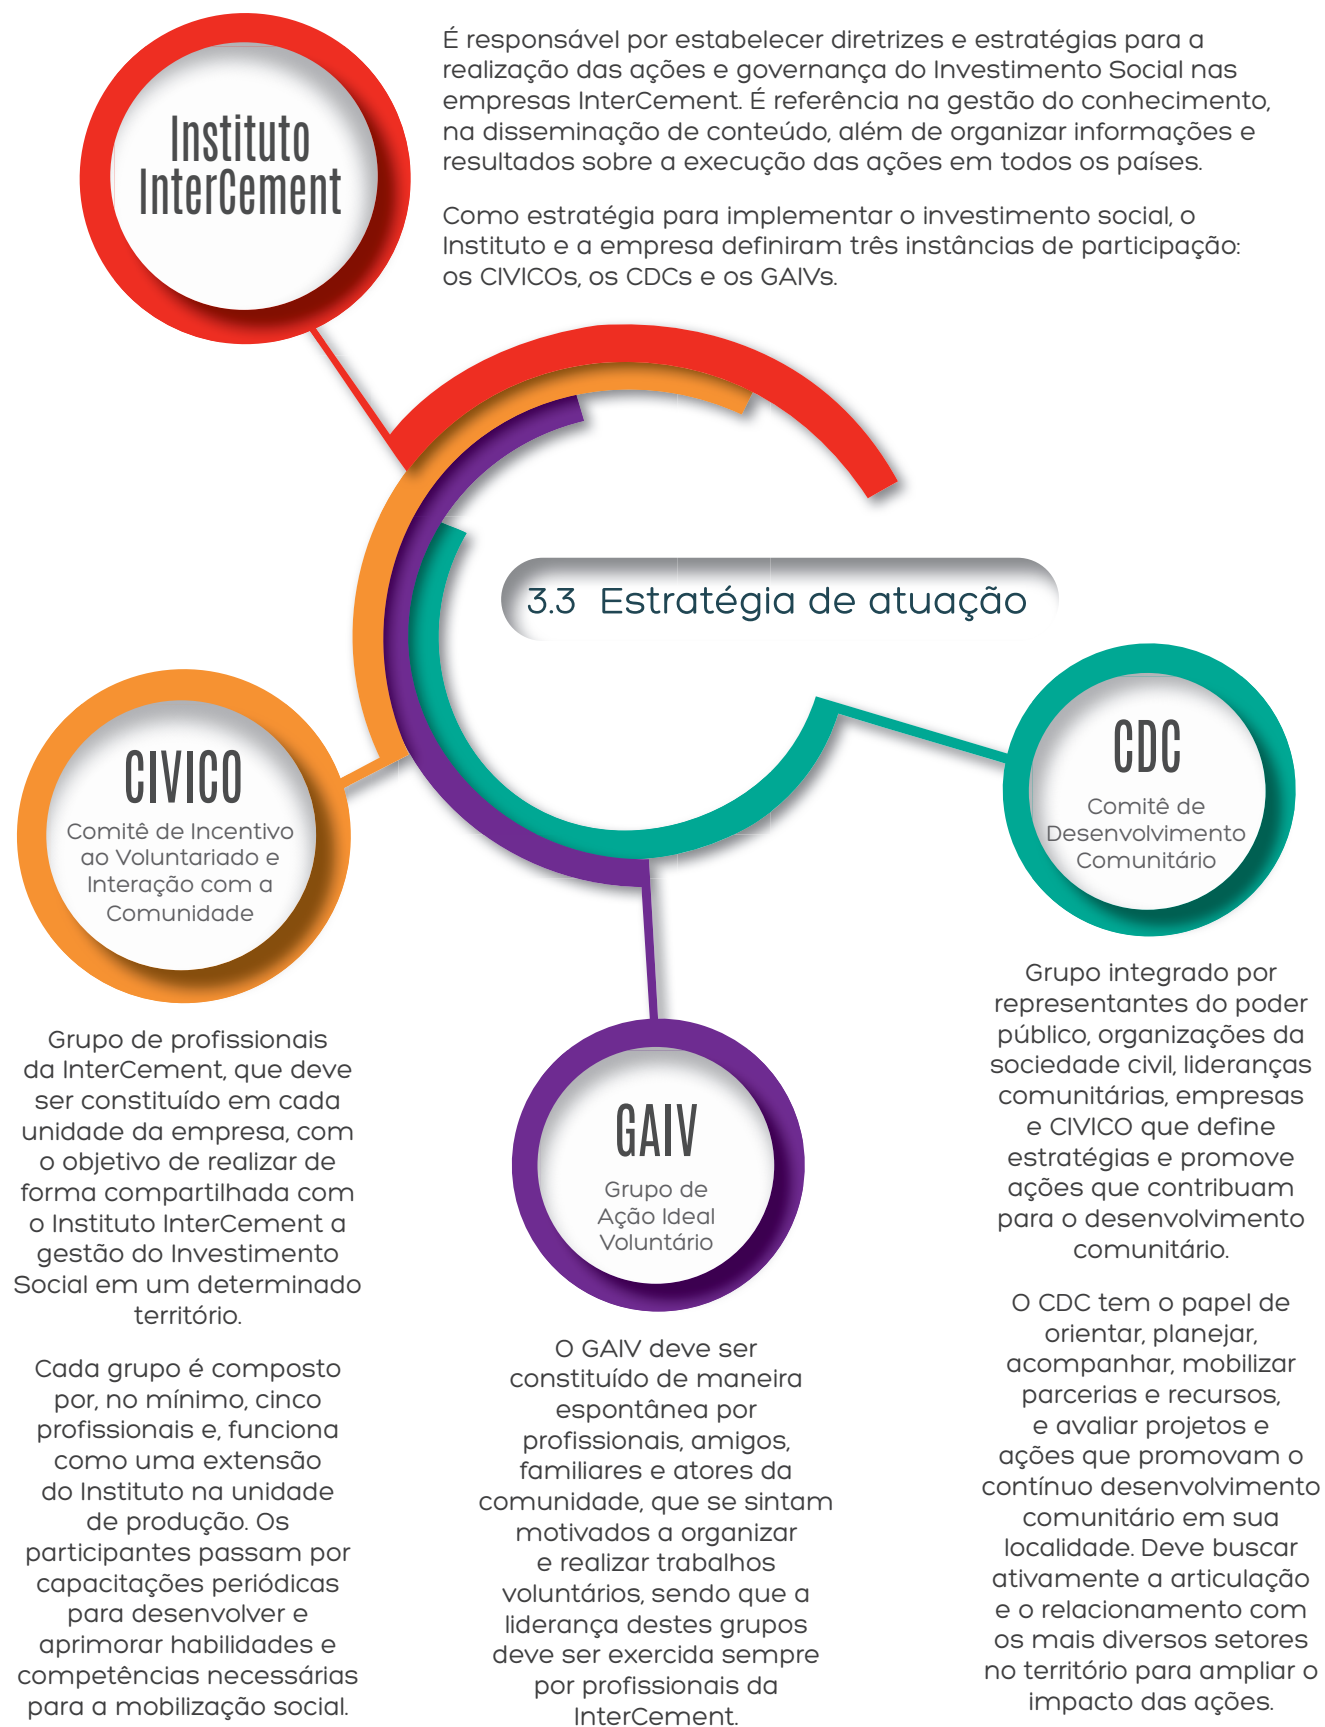 Instituto
InterCement
É responsável por estabelecer diretrizes e estratégias para a
realização das ações e governança do Investimento Social nas
empresas InterCement. É referência na gestão do conhecimento,
na disseminação de conteúdo, além de organizar informações e
resultados sobre a execução das ações em todos os países.
Como estratégia para implementar o investimento social, o
Instituto e a empresa definiram três instâncias de participação:
os CIVICOs, os CDCs e os GAIVs.
3.3 Estratégia de atuação
CIVICO
Comitê de Incentivo
ao Voluntariado e
Interação com a
Comunidade
Grupo de profissionais
da InterCement, que deve
ser constituído em cada
unidade da empresa, com
o objetivo de realizar de
forma compartilhada com
o Instituto InterCement a
gestão do Investimento
Social em um determinado
território.
Cada grupo é composto
por, no mínimo, cinco
profissionais e, funciona
como uma extensão
do Instituto na unidade
de produção. Os
participantes passam por
capacitações periódicas
para desenvolver e
aprimorar habilidades e
competências necessárias
para a mobilização social.
GAIV
Grupo de
Ação Ideal
Voluntário
O GAIV deve ser
constituído de maneira
espontânea por
profissionais, amigos,
familiares e atores da
comunidade, que se sintam
motivados a organizar
e realizar trabalhos
voluntários, sendo que a
liderança destes grupos
deve ser exercida sempre
por profissionais da
InterCement.
CDC
Comitê de
Desenvolvimento
Comunitário
Grupo integrado por
representantes do poder
público, organizações da
sociedade civil, lideranças
comunitárias, empresas
e CIVICO que define
estratégias e promove
ações que contribuam
para o desenvolvimento
comunitário.
O CDC tem o papel de
orientar, planejar,
acompanhar, mobilizar
parcerias e recursos,
e avaliar projetos e
ações que promovam o
contínuo desenvolvimento
comunitário em sua
localidade. Deve buscar
ativamente a articulação
e o relacionamento com
os mais diversos setores
no território para ampliar o
impacto das ações.